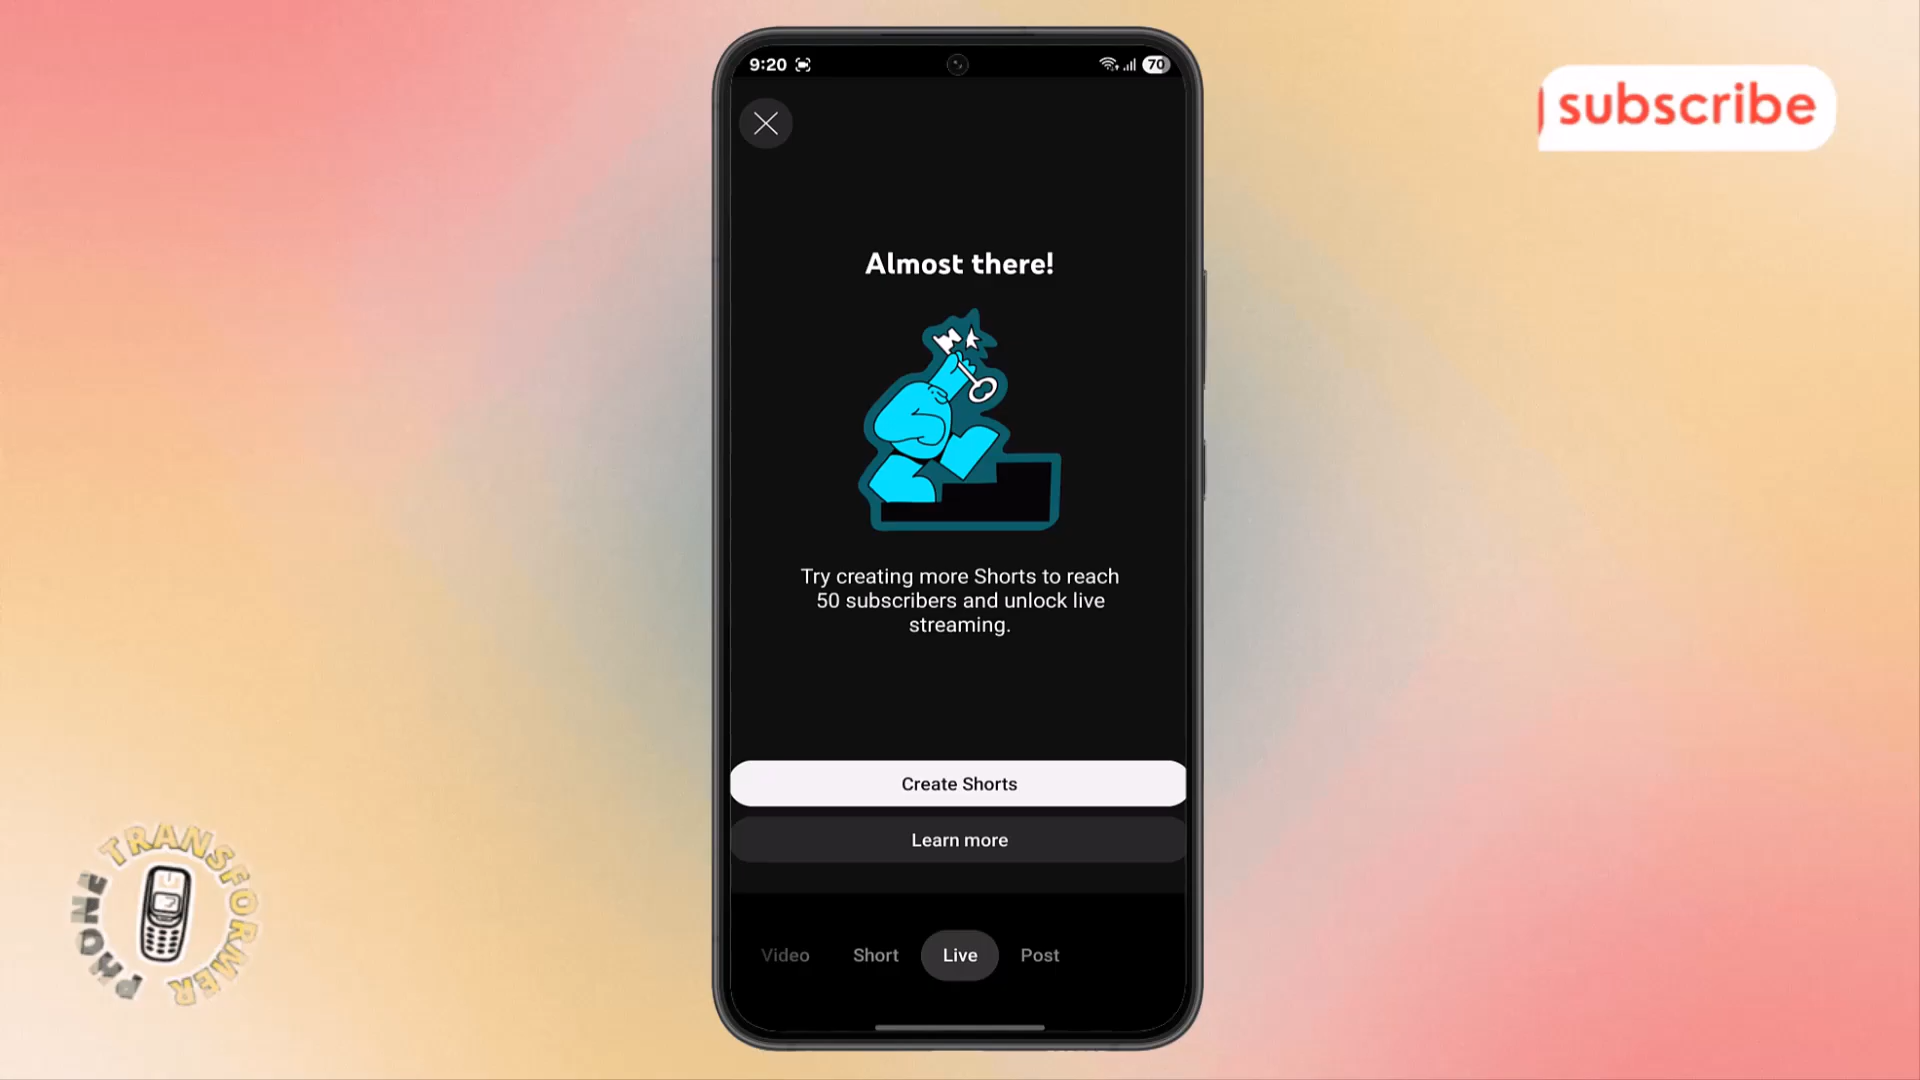 9:20
70
subscribe
Almost there!
Try creating more Shorts to reach
50 subscribers and unlock live
streaming.
Create Shorts
Learn more
Video
Short
Live
Post
PHONE TRANSFORMER